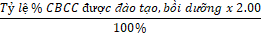 Tỷ lệ % CBCC được đào tạo, bồi dưỡng x 2.00
100%